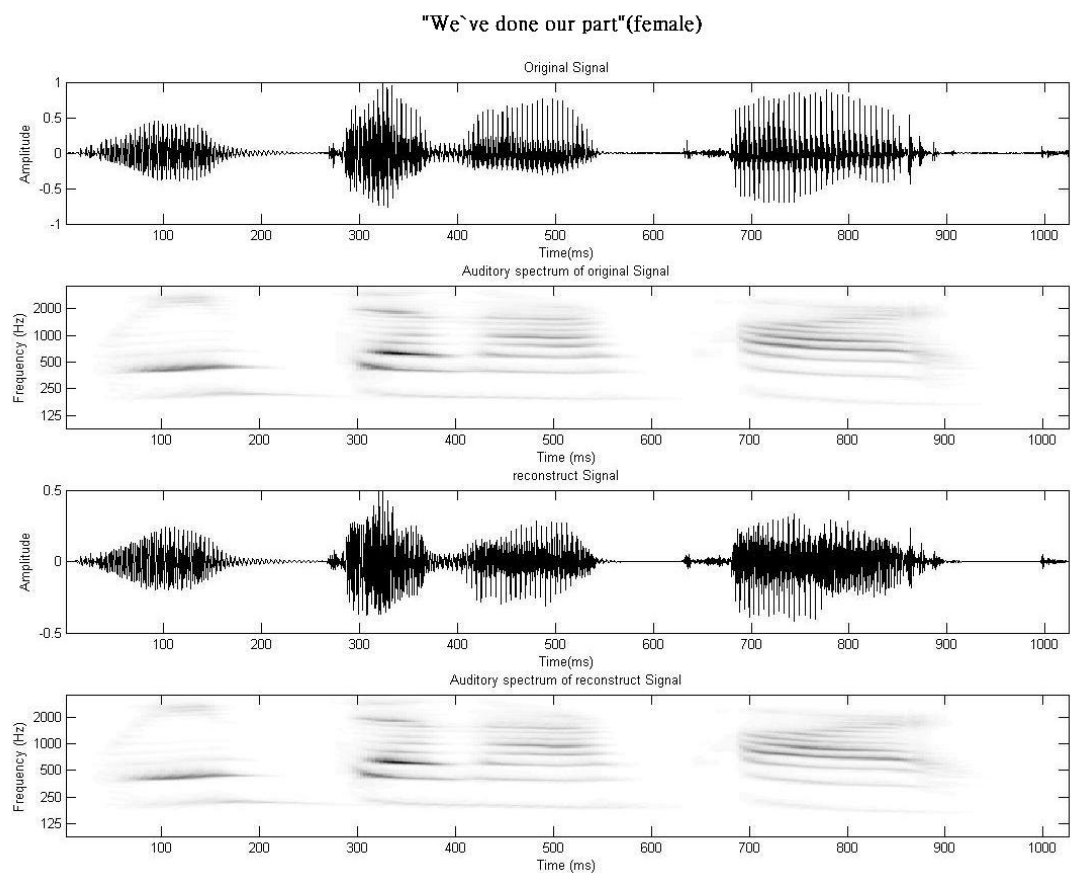 "We`ve done our part"(female)
Original Signal
1
0.5
0
-0.5
-1
Amplitude
100 200 300 400 500 600 700 800 900 1000
Time(ms)
Auditory spectrum of original Signal
2000
1000
500
250
125
Frequency (Hz)
100 200 300 400 500 600 700 800 900 1000
Time (ms)
reconstruct Signal
0.5
0
-0.5
Amplitude
100 200 300 400 500 600 700 800 900 1000
Time(ms)
Auditory spectrum of reconstruct Signal
2000
1000
500
250
125
Frequency (Hz)
100 200 300 400 500 600 700 800 900 1000
Time (ms)